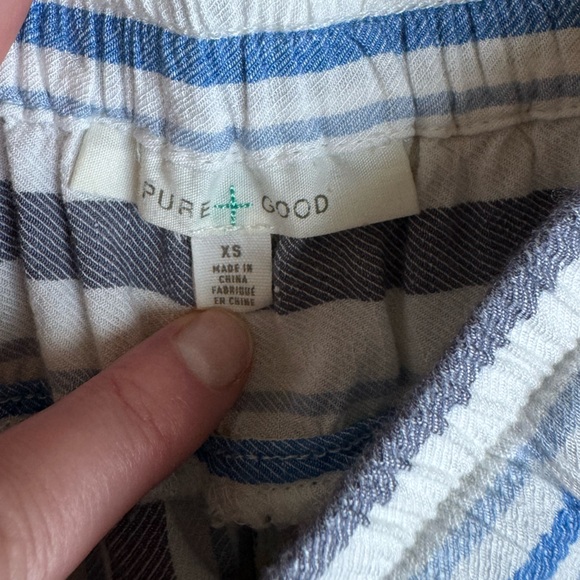 PURE + GOOD
XS
MADE IN
CHINA
FABRIQUÉ
EN CHINE